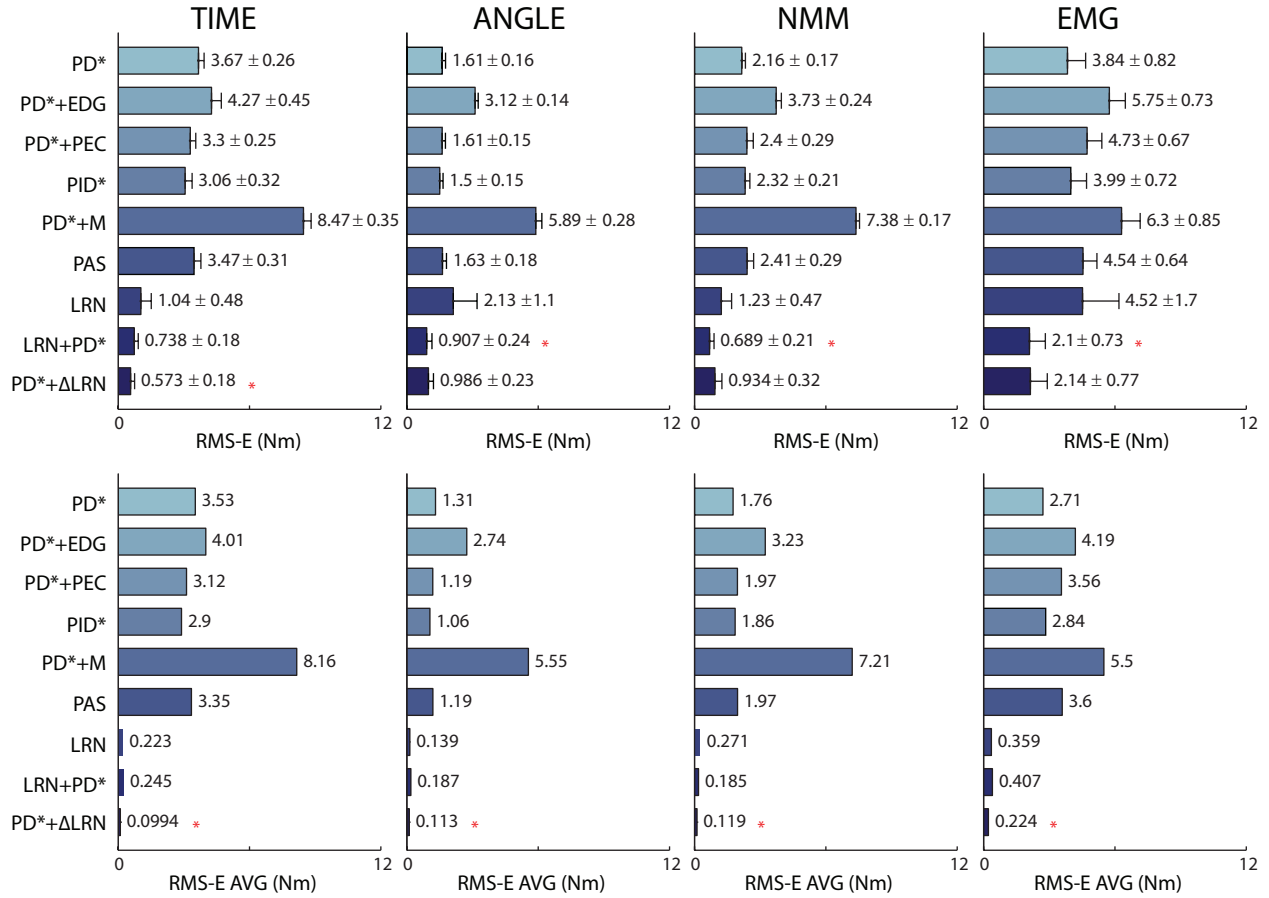 TIME ANGLE NMM EMG
PD* 3.67 ± 0.26 1.61 ± 0.16 2.16 ± 0.17 3.84 ± 0.82
PD*+EDG 4.27 ±0.45 3.12 ± 0.14 3.73 ± 0.24 5.75 ± 0.73
PD*+PEC 3.3 ± 0.25 1.61 ±0.15 2.4 ± 0.29 4.73 ± 0.67
PID* 3.06 ±0.32 1.5 ± 0.15 2.32 ± 0.21 3.99 ± 0.72
PD*+M 8.47 ± 0.35 5.89 ± 0.28 7.38 ± 0.17 6.3 ± 0.85
PAS 3.47 ± 0.31 1.63 ± 0.18 2.41 ± 0.29 4.54 ± 0.64
LRN 1.04 ± 0.48 2.13 ±1.1 1.23 ± 0.47 4.52 ±1.7
LRN+PD* 0.738 ± 0.18 0.907 ± 0.24 * 0.689 ± 0.21 * 2.1 ± 0.73 *
PD*+ΔLRN 0.573 ± 0.18 * 0.986 ± 0.23 0.934 ± 0.32 2.14 ± 0.77
0 12 0 12 0 12 0 12
RMS-E (Nm) RMS-E (Nm) RMS-E (Nm) RMS-E (Nm)
PD* 3.53 1.31 1.76 2.71
PD*+EDG 4.01 2.74 3.23 4.19
PD*+PEC 3.12 1.19 1.97 3.56
PID* 2.9 1.06 1.86 2.84
PD*+M 8.16 5.55 7.21 5.5
PAS 3.35 1.19 1.97 3.6
LRN 0.223 0.139 0.271 0.359
LRN+PD* 0.245 0.187 0.185 0.407
PD*+ΔLRN 0.0994 * 0.113 * 0.119 * 0.224 *
0 12 0 12 0 12 0 12
RMS-E AVG (Nm) RMS-E AVG (Nm) RMS-E AVG (Nm) RMS-E AVG (Nm)